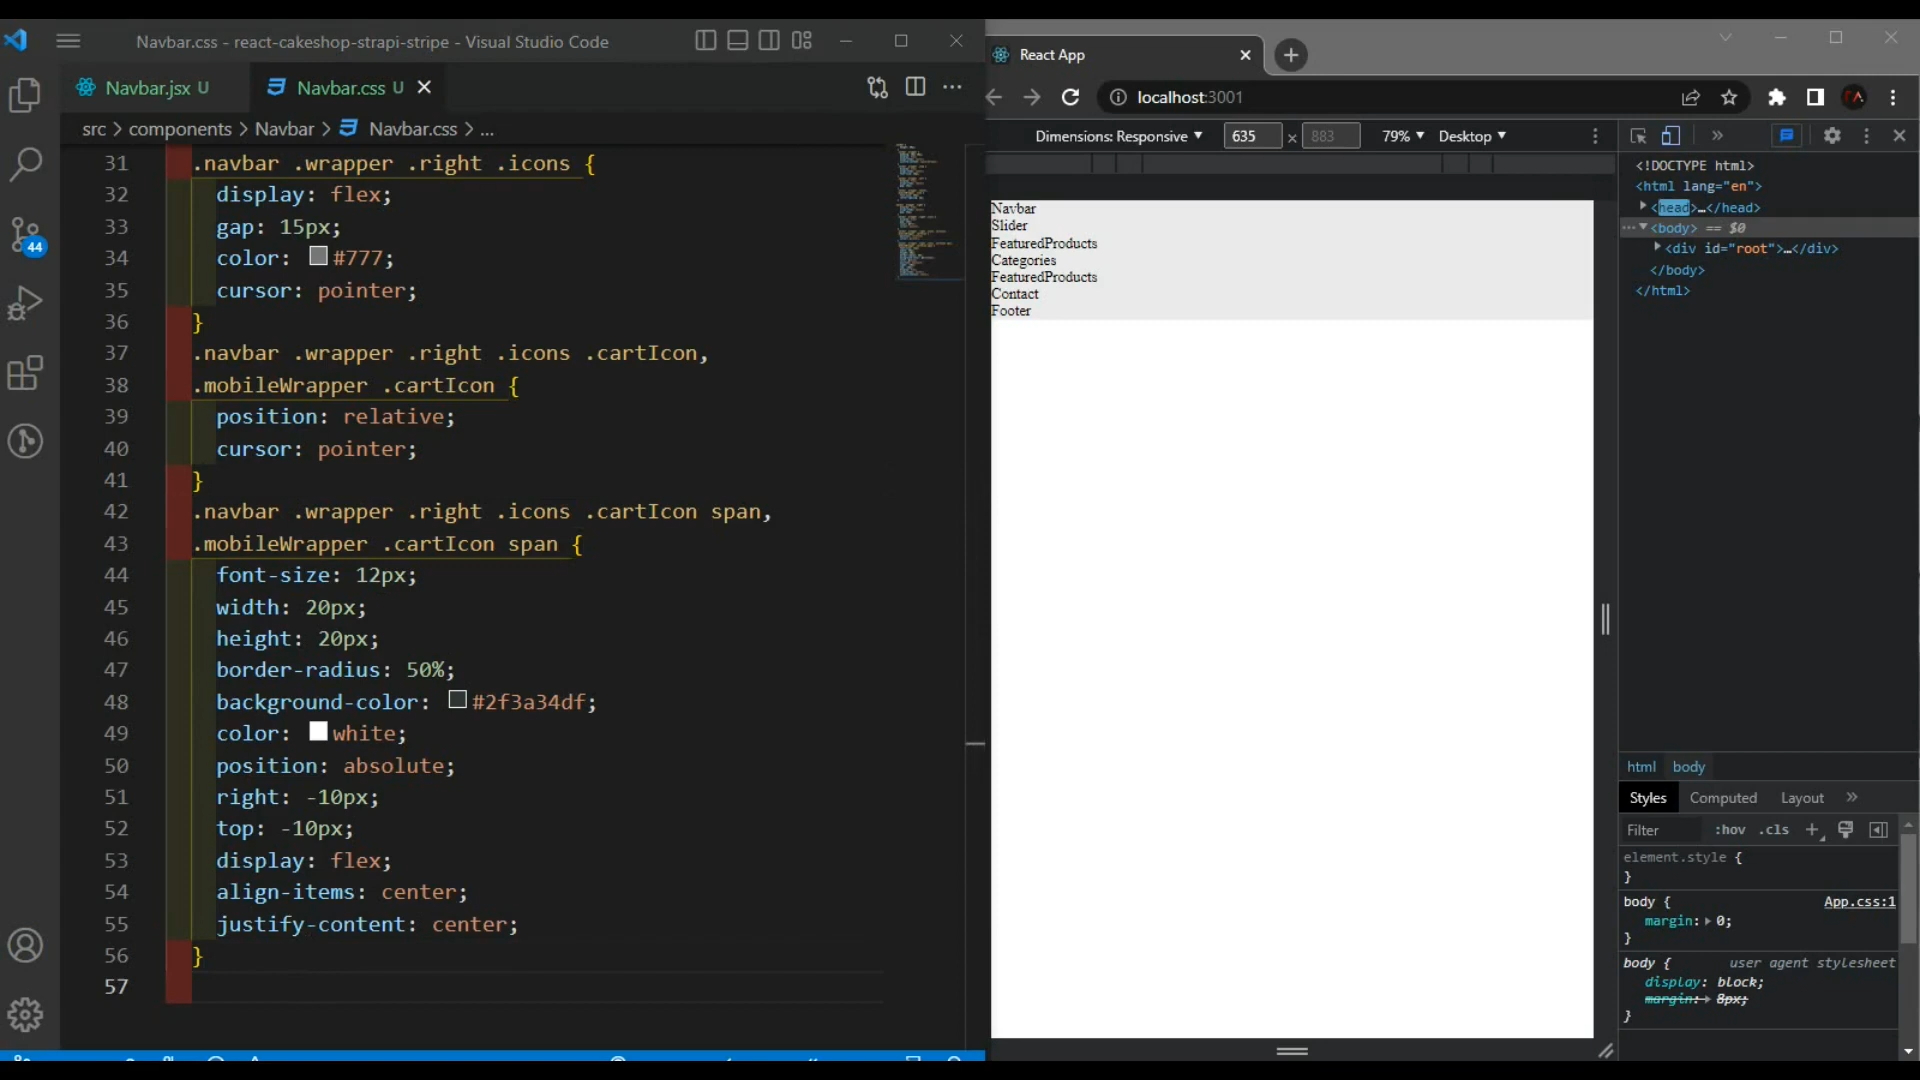 Navbar.css - react-cakeshop-strapi-stripe - Visual Studio Code
Navbar.jsx U
Navbar.css U
src > components > Navbar > Navbar.css > ...
31 .navbar .wrapper .right .icons {
32 display: flex;
33 gap: 15px;
34 color: #777;
35 cursor: pointer;
36 }
37 .navbar .wrapper .right .icons .cartIcon,
38 .mobileWrapper .cartIcon {
39 position: relative;
40 cursor: pointer;
41 }
42 .navbar .wrapper .right .icons .cartIcon span,
43 .mobileWrapper .cartIcon span {
44 font-size: 12px;
45 width: 20px;
46 height: 20px;
47 border-radius: 50%;
48 background-color: #2f3a34df;
49 color: white;
50 position: absolute;
51 right: -10px;
52 top: -10px;
53 display: flex;
54 align-items: center;
55 justify-content: center;
56 }
57
44
React App
localhost:3001
Dimensions: Responsive 635 × 883 79% Desktop
Navbar
Slider
FeaturedProducts
Categories
FeaturedProducts
Contact
Footer
<!DOCTYPE html>
<html lang="en">
<head>…</head>
<body> == $0
<div id="root">…</div>
</body>
</html>
html body
Styles Computed Layout
Filter :hov .cls
element.style {
}
body { App.css:1
margin: 0;
}
body { user agent stylesheet
display: block;
margin: 8px;
}